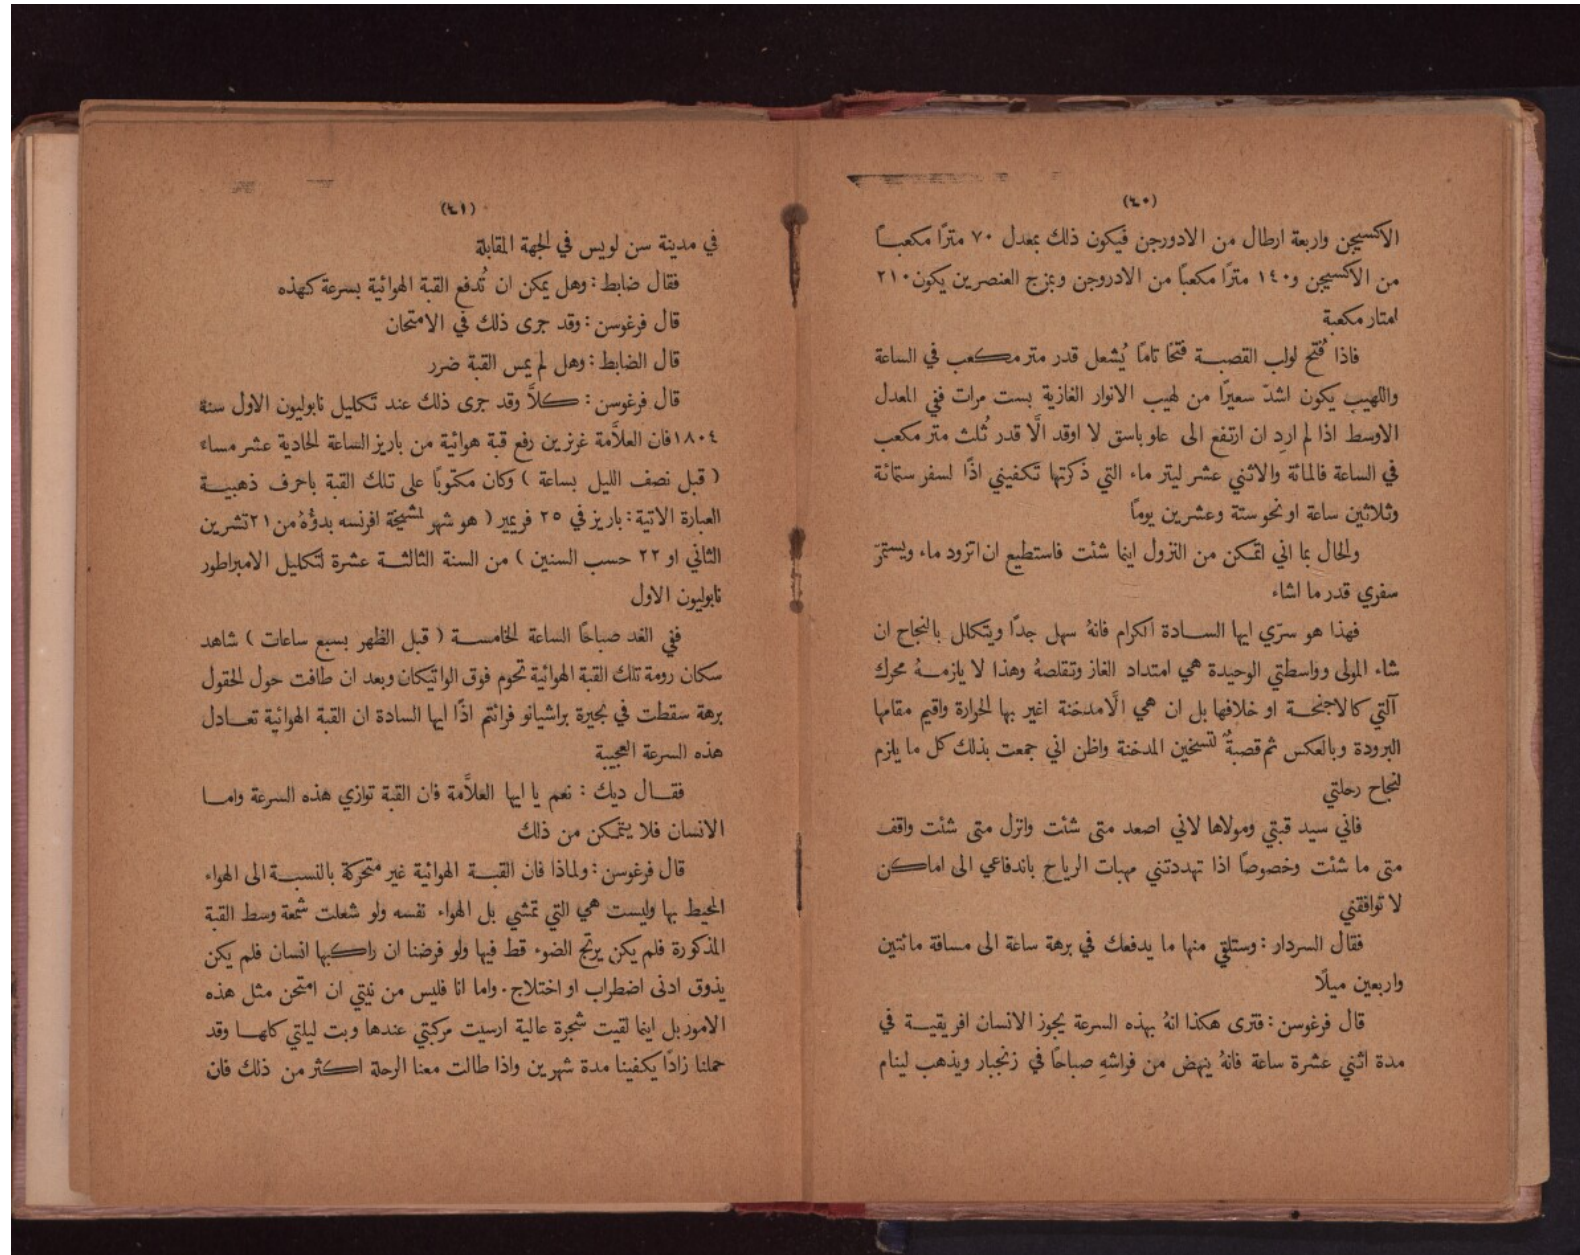 (٤٠)
الاكسيجن واربعة ارطال من الادورجن فيكون ذلك بمعدل ٧٠ مترًا مكعبًا
من الاكسيجن و١٤٠ مترًا مكعبًا من الادروجن وبمزج العنصرين يكون ٢١٠
امتار مكعبة
فاذا فُتح لولب القصبة فتحًا تامًا يُشعل قدر متر مكعب في الساعة
واللهيب يكون اشدّ سعيرًا من لهيب الانوار الغازية بست مرات ففي المعدل
الاوسط اذا لم اردِ ان ارتفع الى علو باسق لا اوقد الَّا قدر ثُلث متر مكعب
في الساعة فالمائة والاثني عشر ليتر ماء التي ذكرتها تكفيني اذًا لسفر ستمائة
وثلاثين ساعة او نحو ستة وعشرين يومًا
ولحال بما اني اتمكن من النزول اينما شئت فاستطيع ان اتزود ماء ويستمرّ
سفري قدر ما اشاء
فهذا هو سرّي ايها السادة الكرام فانهُ سهل جدًّا ويتكلل بالنجاح ان
شاء المولى وواسطتي الوحيدة هي امتداد الغاز وتقلصهُ وهذا لا يلزمهُ محرك
آلتي كالاجنحة او خلافها بل ان هي الَّا مدخنة اغير بها الحرارة واقيم مقامها
البرودة وبالعكس ثم قصبةٌ لتسخين المدخنة واظن اني جمعت بذلك كل ما يلزم
لنجاح رحلتي
فاني سيد قبتي ومولاها لاني اصعد متى شئت وانزل متى شئت واقف
متى ما شئت وخصوصًا اذا تهددتني مهبات الرياح باندفاعي الى اماكن
لا توافقني
فقال السردار : وستلقي منها ما يدفعك في برهة ساعة الى مسافة مائتين
واربعين ميلًا
قال فرغوسن : فترى هكذا انهُ بهذه السرعة يجوز الانسان افريقية في
مدة اثني عشرة ساعة فانهُ ينهض من فراشهِ صباحًا في زنجبار ويذهب لينام
(٤١)
في مدينة سن لويس في الجهة المقابلة
فقال ضابط : وهل يمكن ان تُدفع القبة الهوائية بسرعة كهذه
قال فرغوسن : وقد جرى ذلك في الامتحان
قال الضابط : وهل لم يمس القبة ضرر
قال فرغوسن : كلَّا وقد جرى ذلك عند تكليل نابوليون الاول سنة
١٨٠٤ فان العلاَّمة غرنرين رفع قبة هوائية من باريز الساعة الحادية عشر مساء
( قبل نصف الليل بساعة ) وكان مكتوبًا على تلك القبة باحرف ذهبية
العبارة الاتية : باريز في ٢٥ فريمير ( هو شهر لمشيخة افرنسه بدؤُهُ من ٢١ تشرين
الثاني او ٢٢ حسب السنين ) من السنة الثالثة عشرة لتكليل الامبراطور
نابوليون الاول
ففي الغد صباحًا الساعة الخامسة ( قبل الظهر بسبع ساعات ) شاهد
سكان رومة تلك القبة الهوائية تحوم فوق الواتيكان وبعد ان طافت حول الحقول
برهة سقطت في بحيرة براشيانو فرائتم اذًا ايها السادة ان القبة الهوائية تعادل
هذه السرعة العجيبة
فقال ديك : نعم يا ايها العلاَّمة فان القبة توازي هذه السرعة واما
الانسان فلا يتمكن من ذلك
قال فرغوسن : ولماذا فان القبة الهوائية غير متحركة بالنسبة الى الهواء
المحيط بها وليست هي التي تمشي بل الهواء نفسه ولو شعلت شمعة وسط القبة
المذكورة فلم يكن يرتج الضوء قط فيها ولو فرضنا ان راكبها انسان فلم يكن
يذوق ادنى اضطراب او اختلاج . واما انا فليس من نيتي ان امتحن مثل هذه
الامور بل اينما لقيت شجرة عالية ارسيت مركبتي عندها وبت ليلتي كلها وقد
حملنا زادًا يكفينا مدة شهرين واذا طالت معنا الرحلة اكثر من ذلك فان